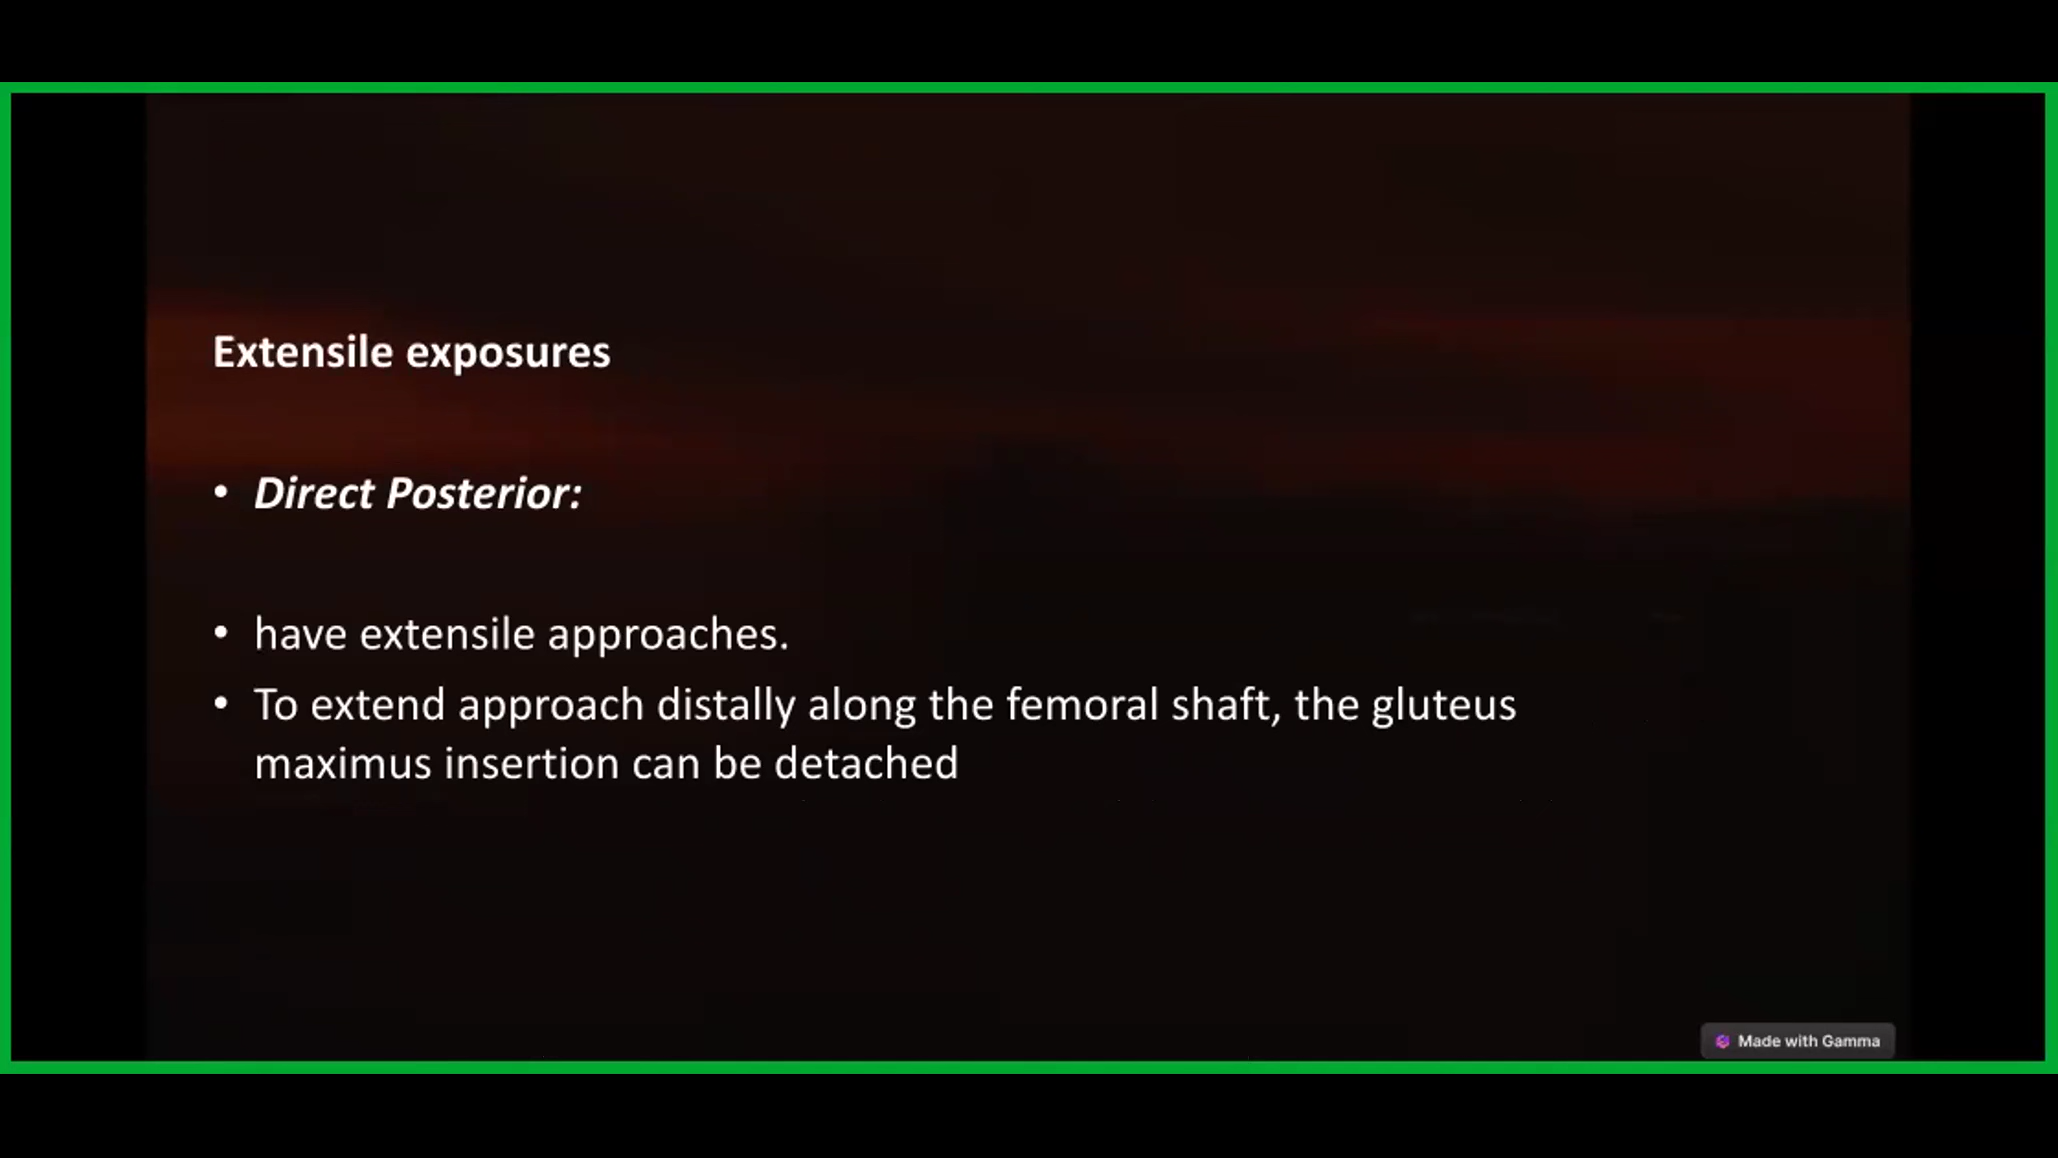 Extensile exposures
• Direct Posterior:
• have extensile approaches.
• To extend approach distally along the femoral shaft, the gluteus
maximus insertion can be detached
Made with Gamma